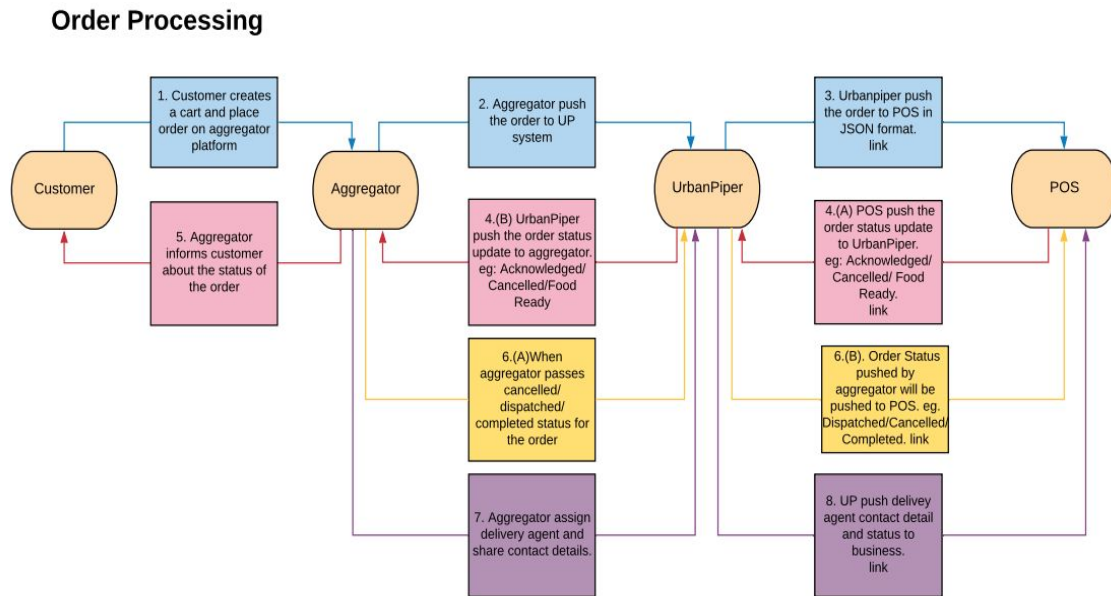 Order Processing
1. Customer creates
a cart and place
order on aggregator
platform
2. Aggregator push
the order to UP
system
3. Urbanpiper push
the order to POS in
JSON format.
link
Customer
Aggregator
UrbanPiper
POS
5. Aggregator
informs customer
about the status of
the order
4.(B) UrbanPiper
push the order status
update to aggregator.
eg: Acknowledged/
Cancelled/Food
Ready
4.(A) POS push the
order status update
to UrbanPiper.
eg: Acknowledged/
Cancelled/ Food
Ready.
link
6.(A)When
aggregator passes
cancelled/
dispatched/
completed status for
the order
6.(B). Order Status
pushed by
aggregator will be
pushed to POS. eg.
Dispatched/Cancelled/
Completed. link
7. Aggregator assign
delivery agent and
share contact details.
8. UP push delivey
agent contact detail
and status to
business.
link